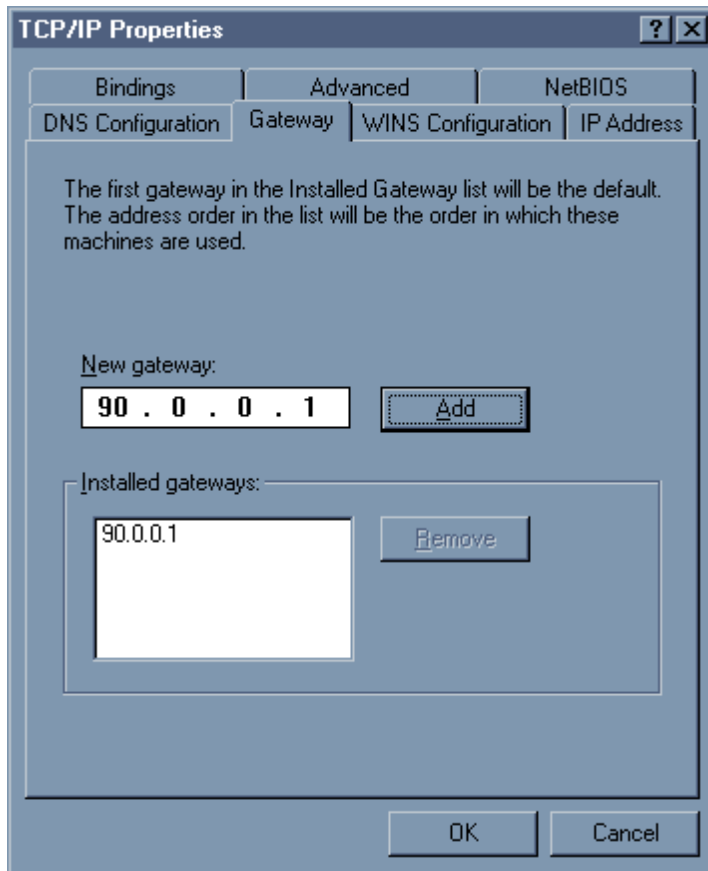 TCP/IP Properties
?
Bindings Advanced NetBIOS
DNS Configuration Gateway WINS Configuration IP Address
The first gateway in the Installed Gateway list will be the default.
The address order in the list will be the order in which these
machines are used.
New gateway:
90 . 0 . 0 . 1 Add
Installed gateways:
90.0.0.1 Remove
OK Cancel